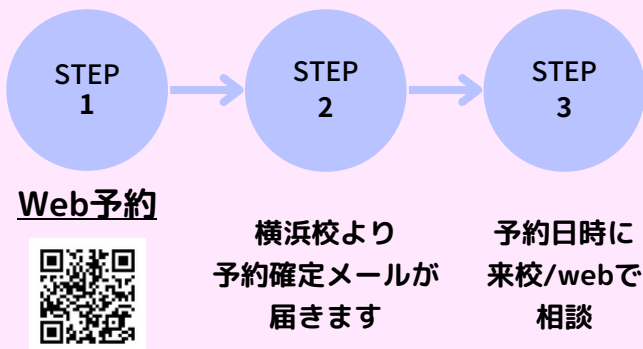 STEP
1
STEP
2
STEP
3
Web予約
横浜校より
予約確定メールが
届きます
予約日時に
来校/webで
相談